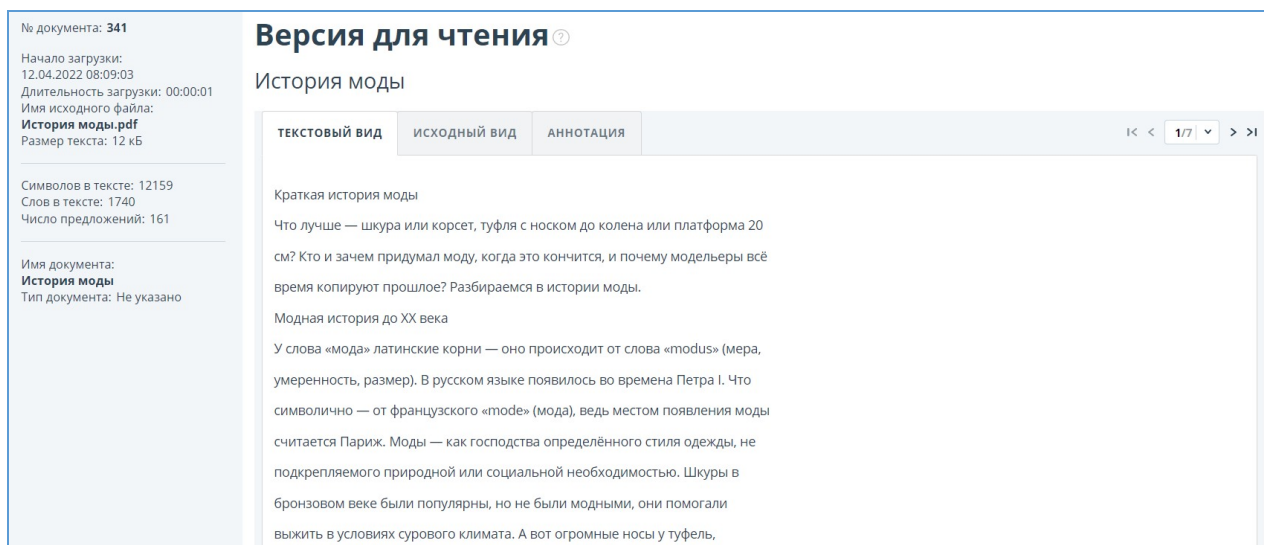 № документа: 341
Начало загрузки:
12.04.2022 08:09:03
Длительность загрузки: 00:00:01
Имя исходного файла:
История моды.pdf
Размер текста: 12 кБ
Символов в тексте: 12159
Слов в тексте: 1740
Число предложений: 161
Имя документа:
История моды
Тип документа: Не указано
Версия для чтения ?
История моды
ТЕКСТОВЫЙ ВИД ИСХОДНЫЙ ВИД АННОТАЦИЯ 1/7
Краткая история моды
Что лучше — шкура или корсет, туфля с носком до колена или платформа 20
см? Кто и зачем придумал моду, когда это кончится, и почему модельеры всё
время копируют прошлое? Разбираемся в истории моды.
Модная история до XX века
У слова «мода» латинские корни — оно происходит от слова «modus» (мера,
умеренность, размер). В русском языке появилось во времена Петра I. Что
символично — от французского «mode» (мода), ведь местом появления моды
считается Париж. Моды — как господства определённого стиля одежды, не
подкрепляемого природной или социальной необходимостью. Шкуры в
бронзовом веке были популярны, но не были модными, они помогали
выжить в условиях сурового климата. А вот огромные носы у туфель,